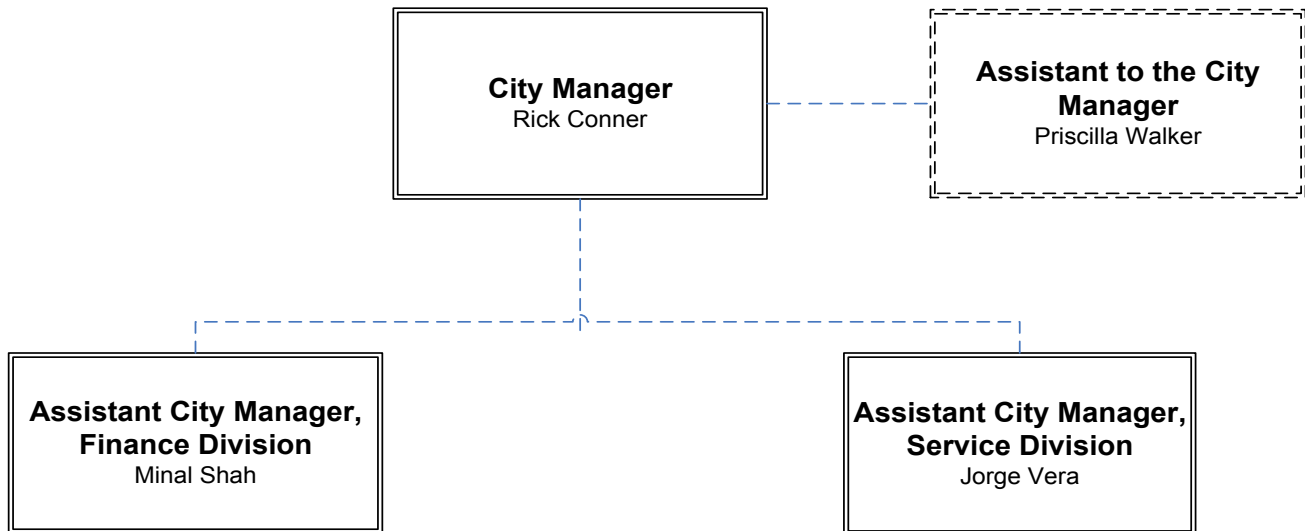 City Manager
Rick Conner
Assistant to the City
Manager
Priscilla Walker
Assistant City Manager,
Finance Division
Minal Shah
Assistant City Manager,
Service Division
Jorge Vera